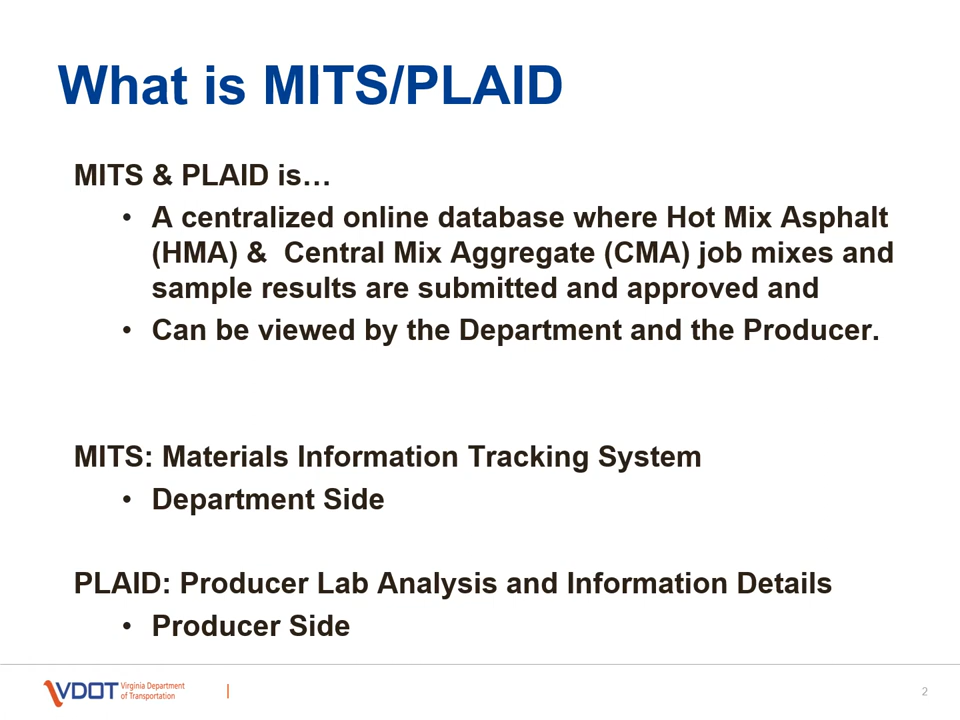 What is MITS/PLAID
MITS & PLAID is…
• A centralized online database where Hot Mix Asphalt
(HMA) &  Central Mix Aggregate (CMA) job mixes and
sample results are submitted and approved and
• Can be viewed by the Department and the Producer.
MITS: Materials Information Tracking System
• Department Side
PLAID: Producer Lab Analysis and Information Details
• Producer Side
VDOT Virginia Department
of Transportation
2